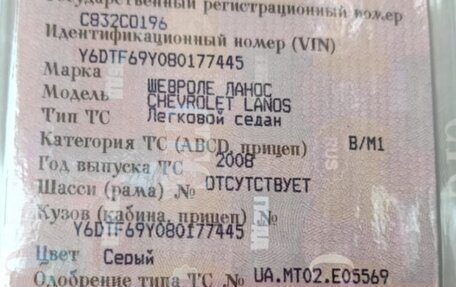 Государственный регистрационный номер
С832СО196
Идентификационный номер (VIN)
Y6DTF69Y080177445
Марка
Модель ШЕВРОЛЕ ЛАНОС
CHEVROLET LANOS
Тип ТС Легковой седан
Категория ТС (ABCD, прицеп) B/M1
Год выпуска ТС 2008
Шасси (рама) № ОТСУТСТВУЕТ
Кузов (кабина, прицеп) №
Y6DTF69Y080177445
Цвет Серый
Одобрение типа ТС № UA.MT02.E05569